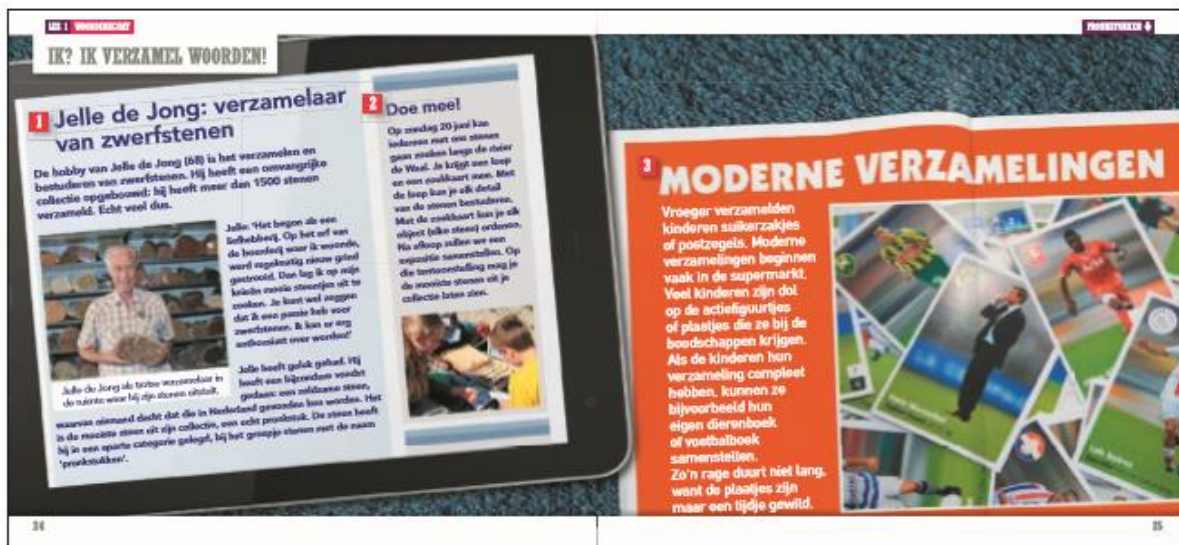 LES 1 WOORDENSCHAT
IK? IK VERZAMEL WOORDEN!
1 Jelle de Jong: verzamelaar
van zwerfstenen
De hobby van Jelle de Jong (68) is het verzamelen en
bestuderen van zwerfstenen. Hij heeft een omvangrijke
collectie opgebouwd: hij heeft meer dan 1500 stenen
verzameld. Echt veel dus.
Jelle: 'Het begon als een
liefhebberij. Op het erf van
de boerderij waar ik woonde,
werd regelmatig nieuw grind
gestrooid. Dan lag ik op mijn
knieën mooie steentjes uit te
zoeken. Je kunt wel zeggen
dat ik een passie heb voor
zwerfstenen. Ik kan er erg
enthousiast over worden!'
Jelle de Jong als trotse verzamelaar in
de ruimte waar hij zijn stenen uitstalt.
Jelle heeft geluk gehad. Hij
heeft een bijzondere vondst
gedaan: een zeldzame steen,
waarvan niemand dacht dat die in Nederland gevonden kon worden. Het
is de mooiste steen uit zijn collectie, een echt pronkstuk. De steen heeft
hij in een aparte categorie gelegd, bij het groepje stenen met de naam
'pronkstukken'.
2 Doe mee!
Op zondag 20 juni kan
iedereen met ons stenen
gaan zoeken langs de rivier
de Waal. Je krijgt een loep
en een zoekkaart mee. Met
de loep kun je elk detail
van de stenen bestuderen.
Met de zoekkaart kun je elk
object (elke steen) ordenen.
Na afloop zullen we een
expositie samenstellen. Op
die tentoonstelling mag je
de mooiste stenen uit je
collectie laten zien.
24
PRONKSTUKKEN
3 MODERNE VERZAMELINGEN
Vroeger verzamelden
kinderen suikerzakjes
of postzegels. Moderne
verzamelingen beginnen
vaak in de supermarkt.
Veel kinderen zijn dol
op de actiefiguurtjes
of plaatjes die ze bij de
boodschappen krijgen.
Als de kinderen hun
verzameling compleet
hebben, kunnen ze
bijvoorbeeld hun
eigen dierenboek
of voetbalboek
samenstellen.
Zo'n rage duurt niet lang,
want de plaatjes zijn
maar een tijdje gewild.
25